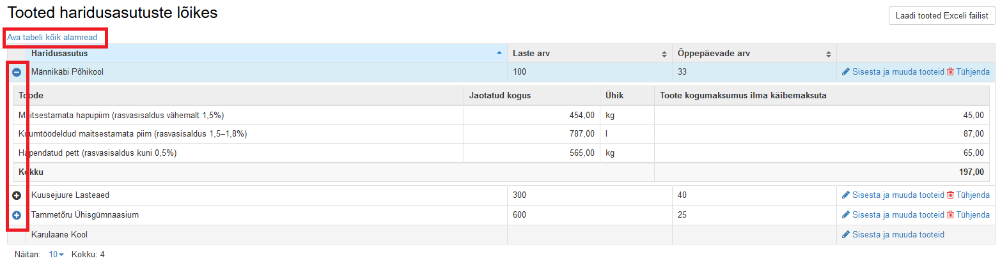 Tooted haridusasutuste lõikes
Laadi tooted Exceli failist
Ava tabeli kõik alamread
Haridusasutus Laste arv Õppepäevade arv
Männikäbi Põhikool 100 33 Sisesta ja muuda tooteid Tühjenda
Toode Jaotatud kogus Ühik Toote kogumaksumus ilma käibemaksuta
Maitsestamata hapupiim (rasvasisaldus vähemalt 1,5%) 454,00 kg 45,00
Kuumtöödeldud maitsestamata piim (rasvasisaldus 1,5–1,8%) 787,00 l 87,00
Hapendatud pett (rasvasisaldus kuni 0,5%) 565,00 kg 65,00
Kokku 197,00
Kuusejuure Lasteaed 300 40 Sisesta ja muuda tooteid Tühjenda
Tammetõru Ühisgümnaasium 600 25 Sisesta ja muuda tooteid Tühjenda
Karulaane Kool Sisesta ja muuda tooteid
Näitan: 10 Kokku: 4